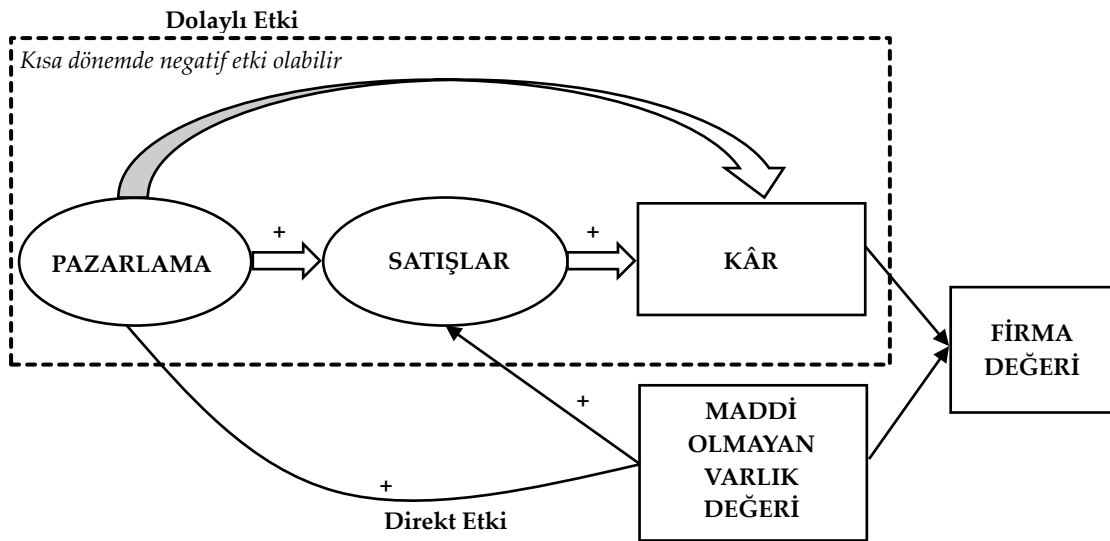 Dolaylı Etki
Kısa dönemde negatif etki olabilir
+
+
PAZARLAMA
SATIŞLAR
KÂR
FİRMA
DEĞERİ
+
MADDİ
OLMAYAN
VARLIK
DEĞERİ
+
Direkt Etki